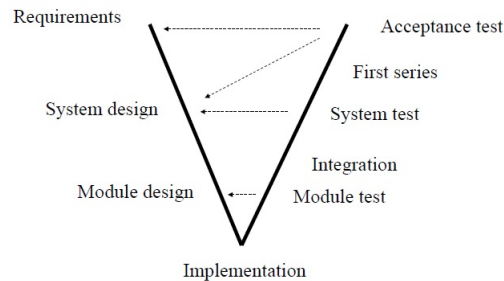 Requirements
Acceptance test
First series
System design
System test
Integration
Module design
Module test
Implementation